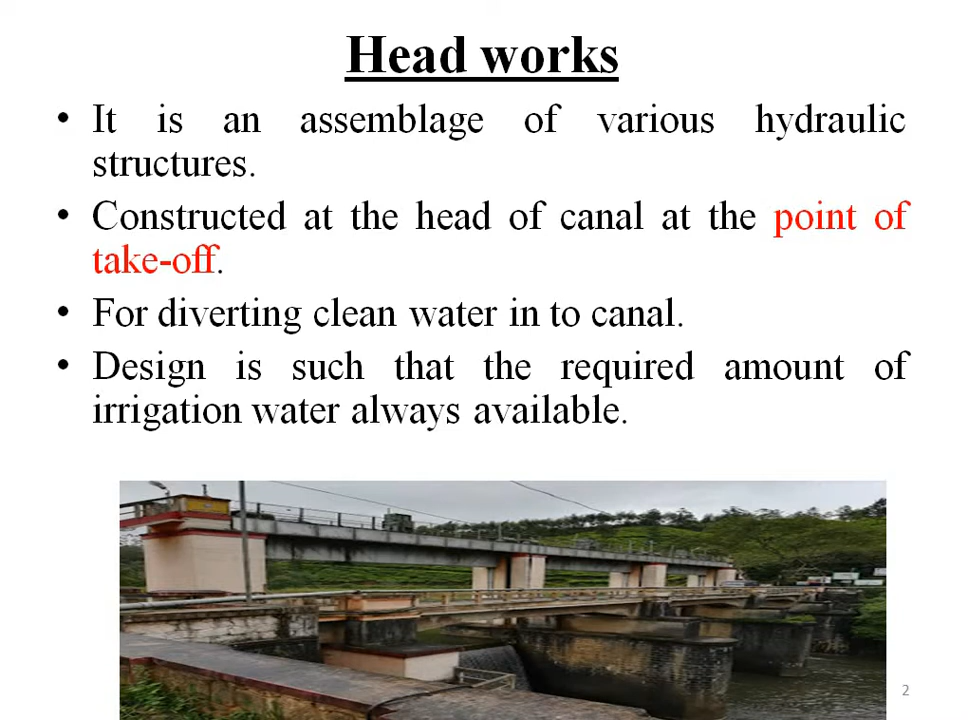 Head works
• It is an assemblage of various hydraulic
structures.
• Constructed at the head of canal at the point of
take-off.
• For diverting clean water in to canal.
• Design is such that the required amount of
irrigation water always available.
2